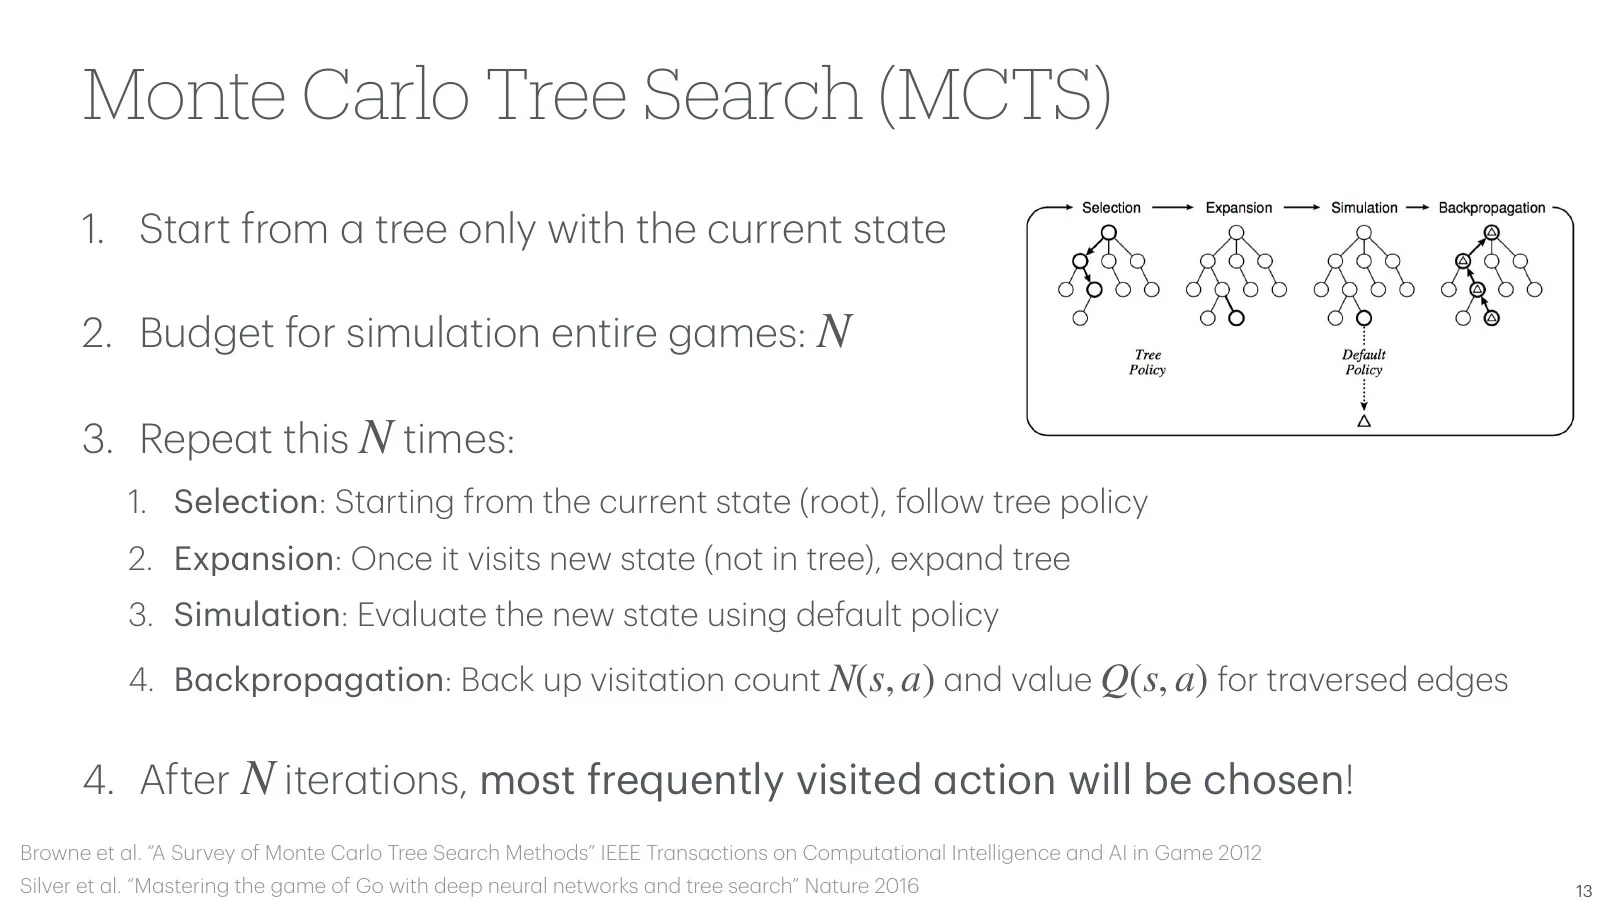 Monte Carlo Tree Search (MCTS)
1. Start from a tree only with the current state
2. Budget for simulation entire games: N
3. Repeat this N times:
1. Selection: Starting from the current state (root), follow tree policy
2. Expansion: Once it visits new state (not in tree), expand tree
3. Simulation: Evaluate the new state using default policy
4. Backpropagation: Back up visitation count N(s, a) and value Q(s, a) for traversed edges
4. After N iterations, most frequently visited action will be chosen!
Selection Expansion Simulation Backpropagation
Tree
Policy
Default
Policy
Browne et al. “A Survey of Monte Carlo Tree Search Methods” IEEE Transactions on Computational Intelligence and AI in Game 2012
Silver et al. “Mastering the game of Go with deep neural networks and tree search” Nature 2016
13